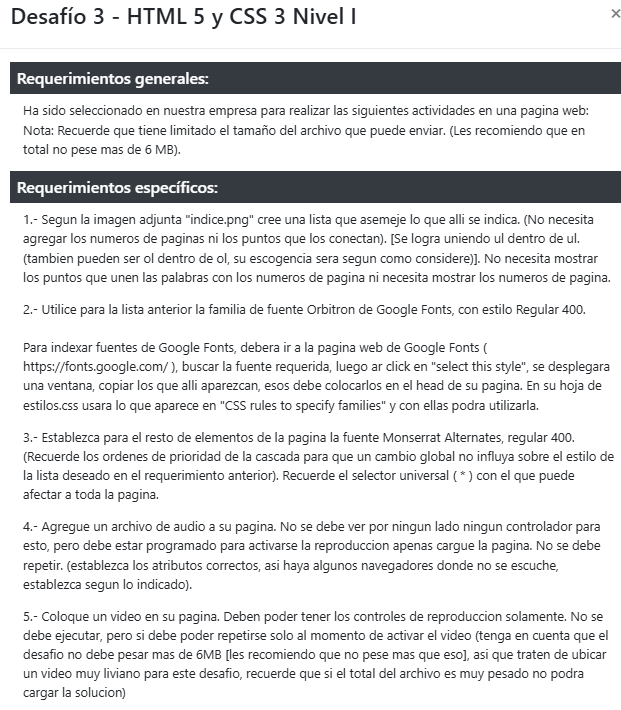 Desafío 3 - HTML 5 y CSS 3 Nivel I
×
Requerimientos generales:
Ha sido seleccionado en nuestra empresa para realizar las siguientes actividades en una pagina web:
Nota: Recuerde que tiene limitado el tamaño del archivo que puede enviar. (Les recomiendo que en
total no pese mas de 6 MB).
Requerimientos específicos:
1.- Segun la imagen adjunta "indice.png" cree una lista que asemeje lo que alli se indica. (No necesita
agregar los numeros de paginas ni los puntos que los conectan). [Se logra uniendo ul dentro de ul.
(tambien pueden ser ol dentro de ol, su escogencia sera segun como considere)]. No necesita mostrar
los puntos que unen las palabras con los numeros de pagina ni necesita mostrar los numeros de pagina.
2.- Utilice para la lista anterior la familia de fuente Orbitron de Google Fonts, con estilo Regular 400.
Para indexar fuentes de Google Fonts, debera ir a la pagina web de Google Fonts (
https://fonts.google.com/ ), buscar la fuente requerida, luego ar click en "select this style", se desplegara
una ventana, copiar los que alli aparezcan, esos debe colocarlos en el head de su pagina. En su hoja de
estilos.css usara lo que aparece en "CSS rules to specify families" y con ellas podra utilizarla.
3.- Establezca para el resto de elementos de la pagina la fuente Monserrat Alternates, regular 400.
(Recuerde los ordenes de prioridad de la cascada para que un cambio global no influya sobre el estilo de
la lista deseado en el requerimiento anterior). Recuerde el selector universal ( * ) con el que puede
afectar a toda la pagina.
4.- Agregue un archivo de audio a su pagina. No se debe ver por ningun lado ningun controlador para
esto, pero debe estar programado para activarse la reproduccion apenas cargue la pagina. No se debe
repetir. (establezca los atributos correctos, asi haya algunos navegadores donde no se escuche,
establezca segun lo indicado).
5.- Coloque un video en su pagina. Deben poder tener los controles de reproduccion solamente. No se
debe ejecutar, pero si debe poder repetirse solo al momento de activar el video (tenga en cuenta que el
desafio no debe pesar mas de 6MB [les recomiendo que no pese mas que eso], asi que traten de ubicar
un video muy liviano para este desafio, recuerde que si el total del archivo es muy pesado no podra
cargar la solucion)